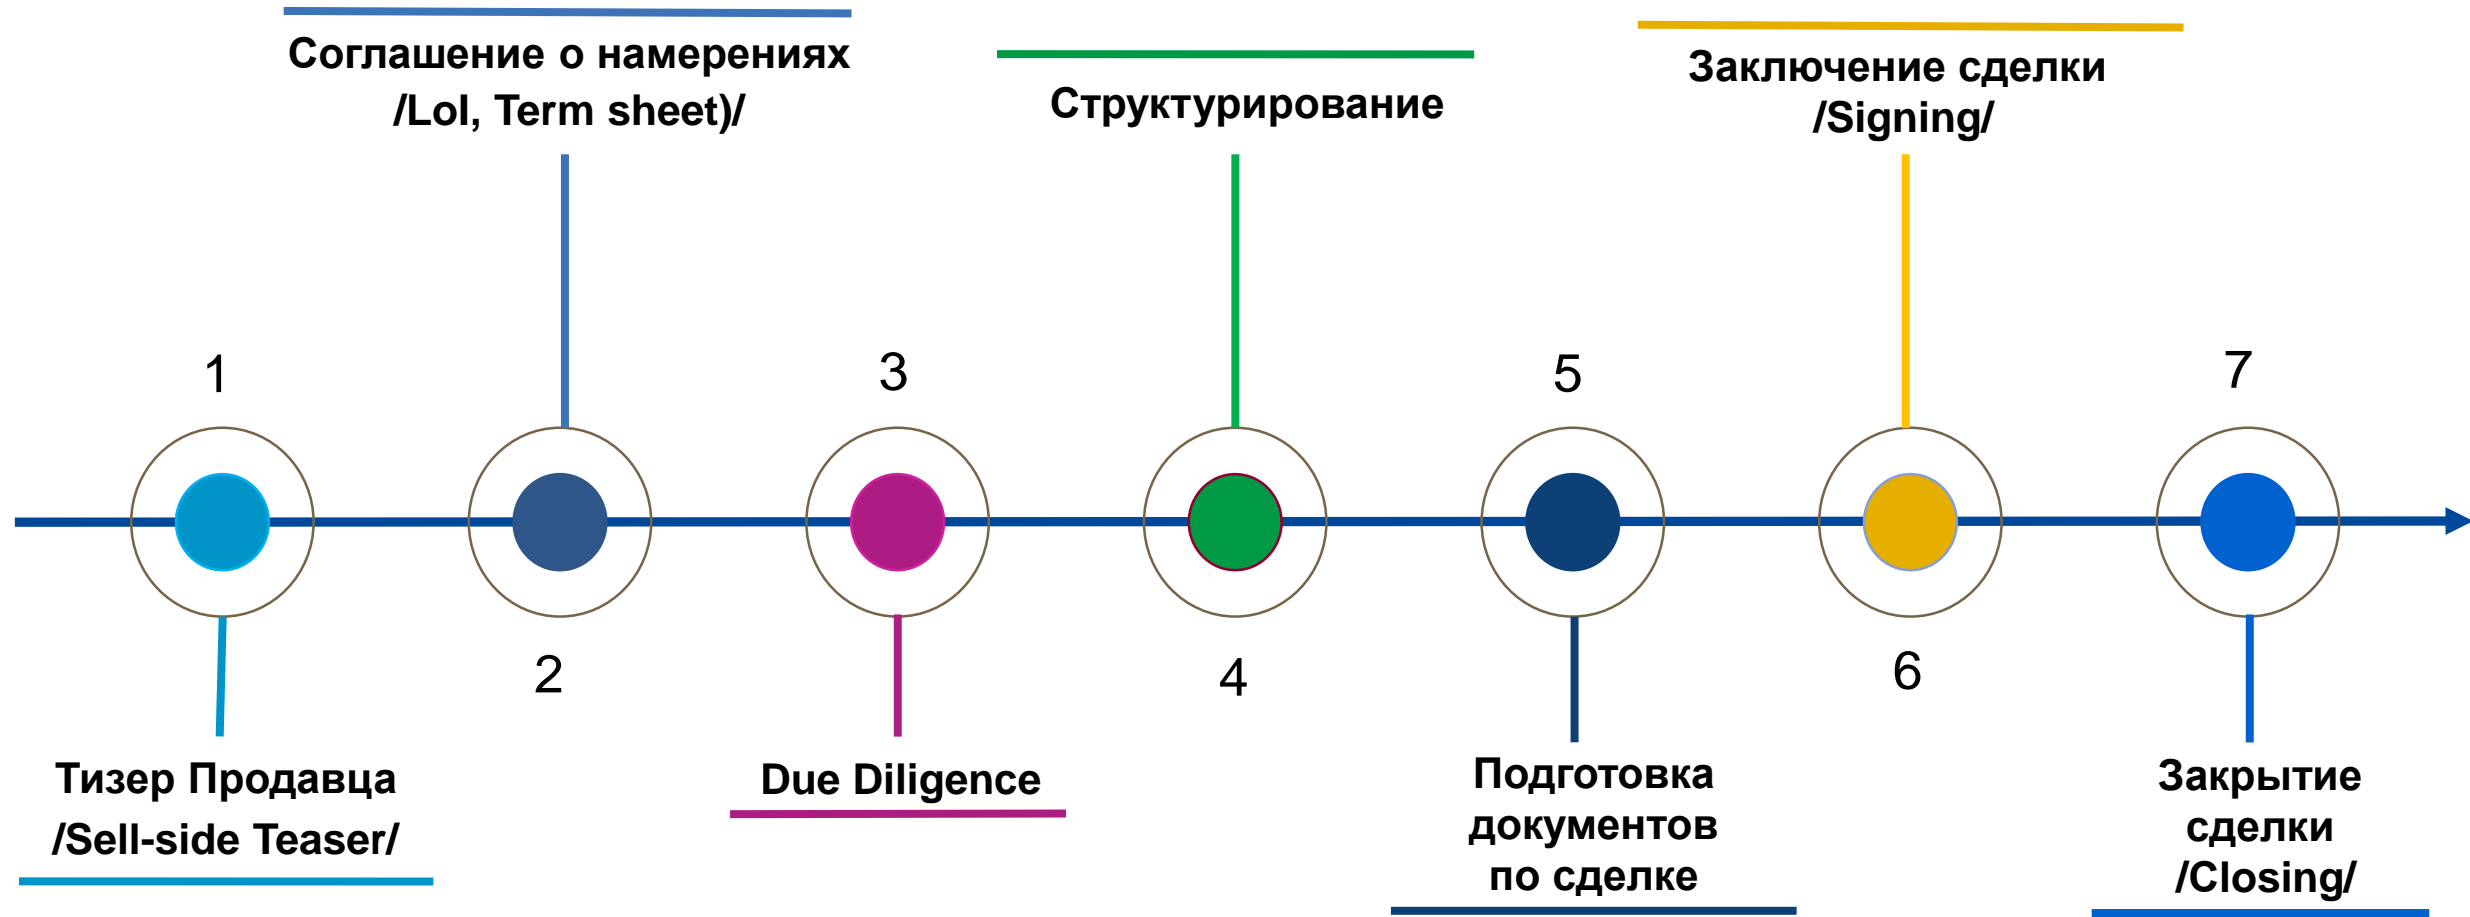 Соглашение о намерениях
/LoI, Term sheet)/
Структурирование
Заключение сделки
/Signing/
1
2
3
4
5
6
7
Тизер Продавца
/Sell-side Teaser/
Due Diligence
Подготовка
документов
по сделке
Закрытие
сделки
/Closing/